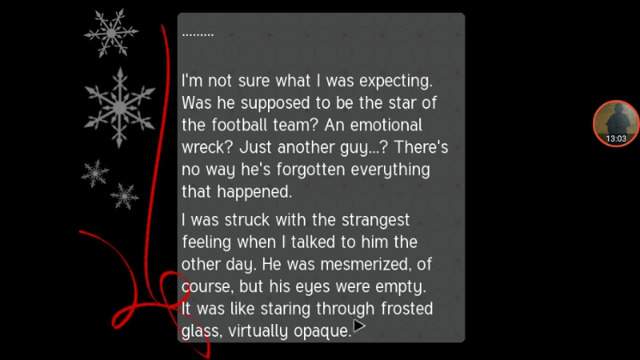 .........
I'm not sure what I was expecting.
Was he supposed to be the star of
the football team? An emotional
wreck? Just another guy...? There's
no way he's forgotten everything
that happened.
I was struck with the strangest
feeling when I talked to him the
other day. He was mesmerized, of
course, but his eyes were empty.
It was like staring through frosted
glass, virtually opaque.
13:03